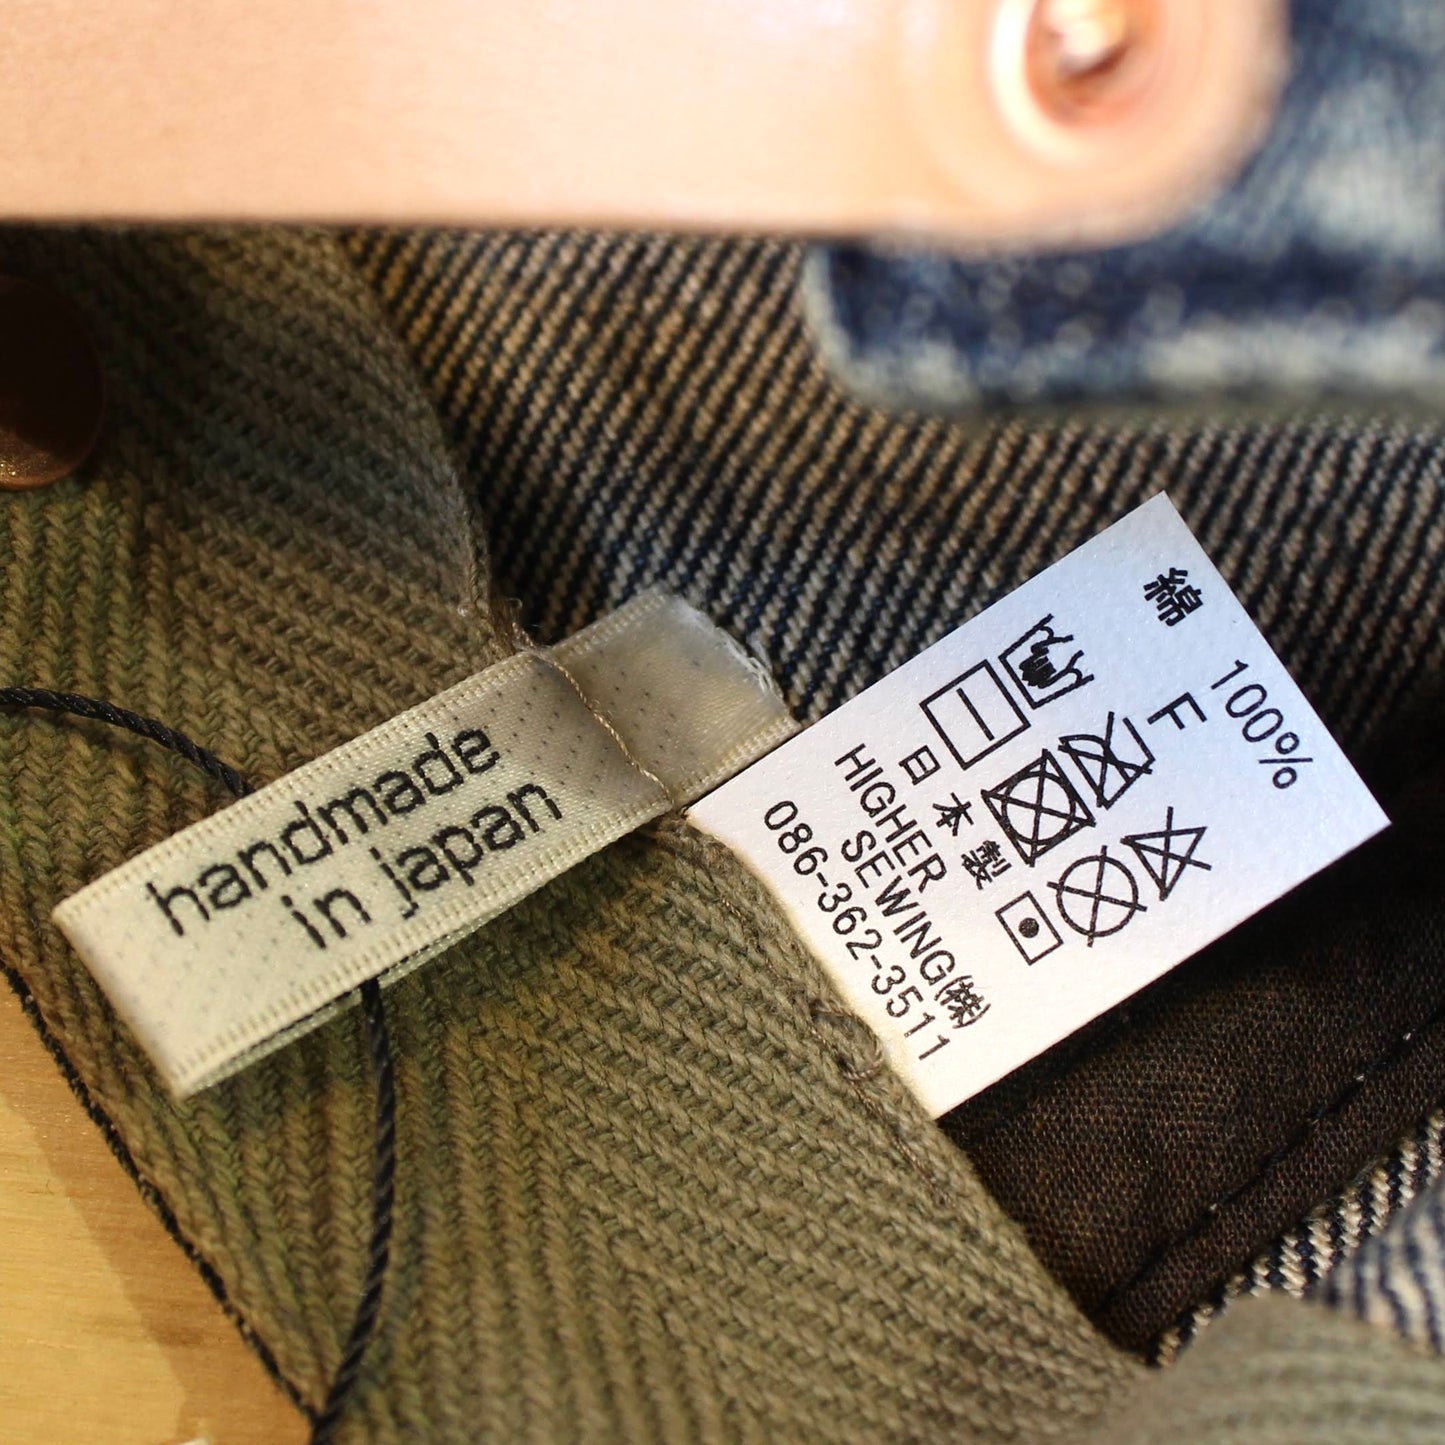 handmade
in japan
綿 100%
F
日本製
HIGHER
SEWING(株)
086-362-3511